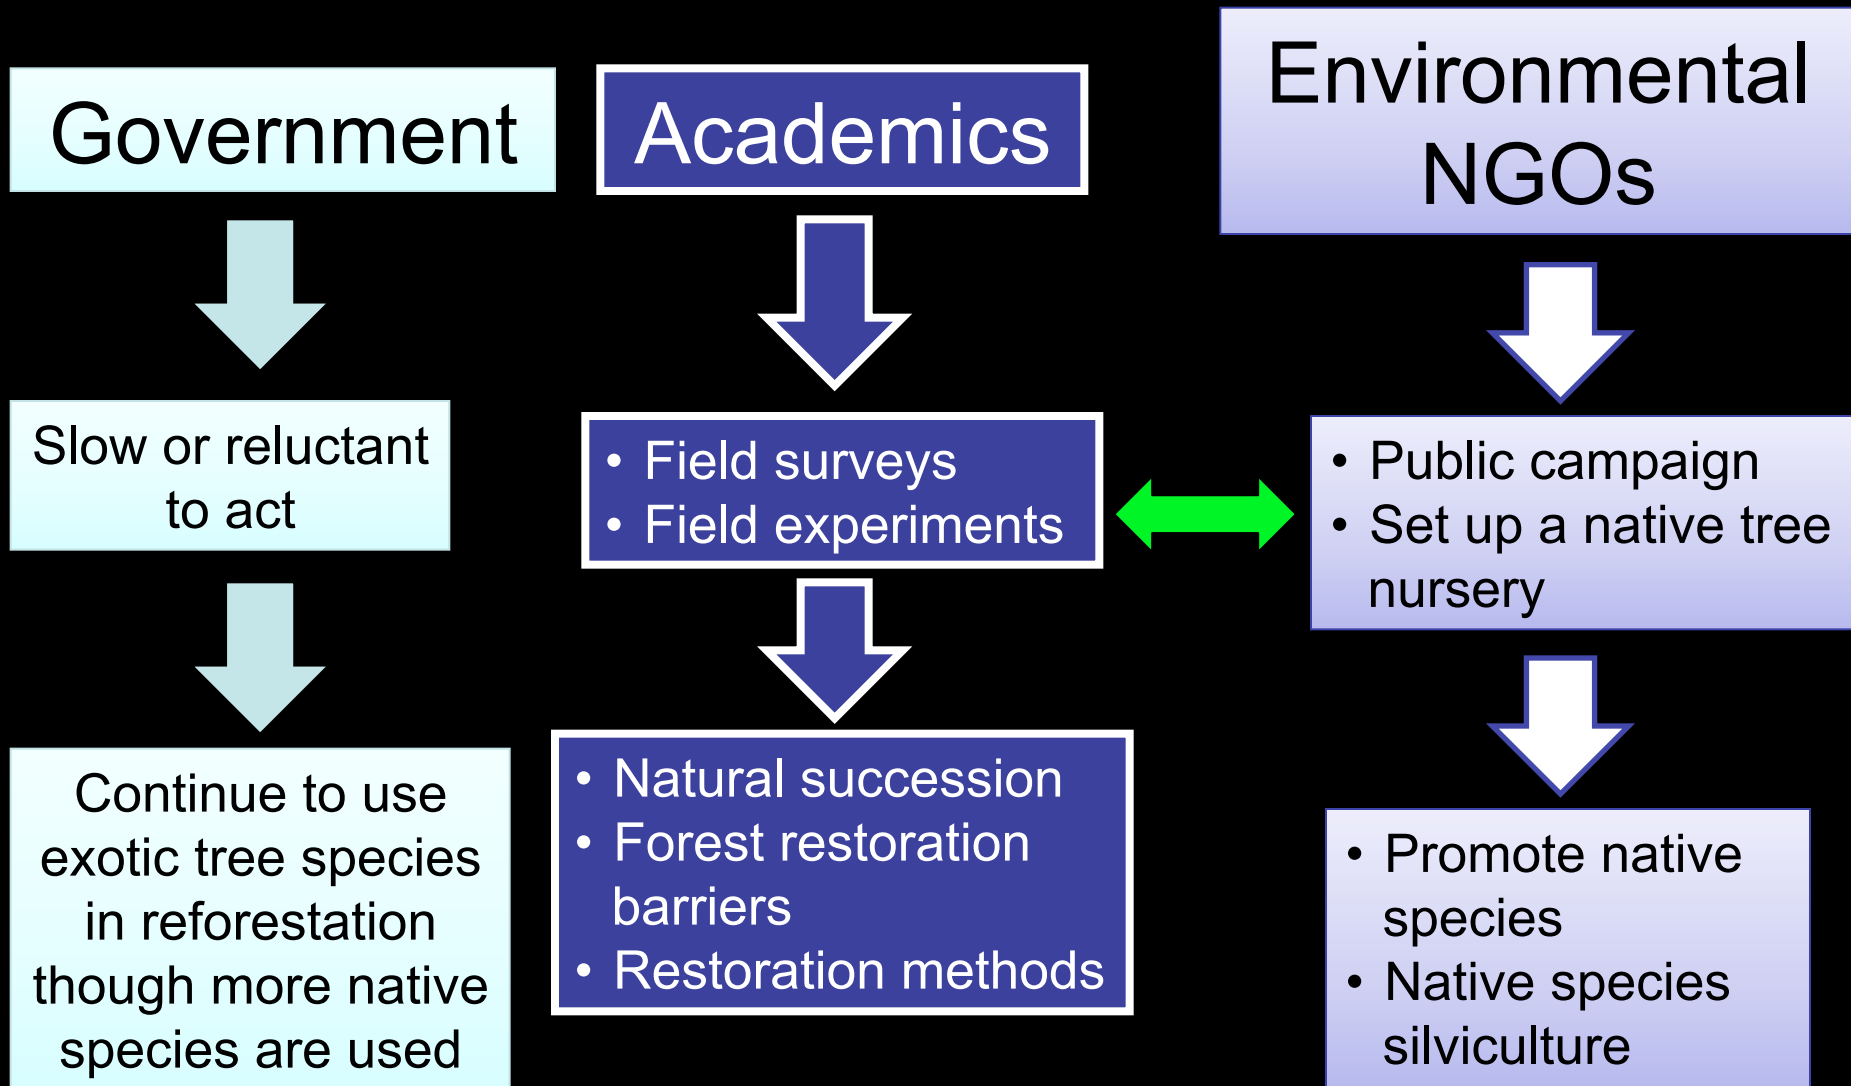 Government
Academics
Environmental
NGOs
Slow or reluctant
to act
• Field surveys
• Field experiments
• Public campaign
• Set up a native tree
nursery
Continue to use
exotic tree species
in reforestation
though more native
species are used
• Natural succession
• Forest restoration
barriers
• Restoration methods
• Promote native
species
• Native species
silviculture